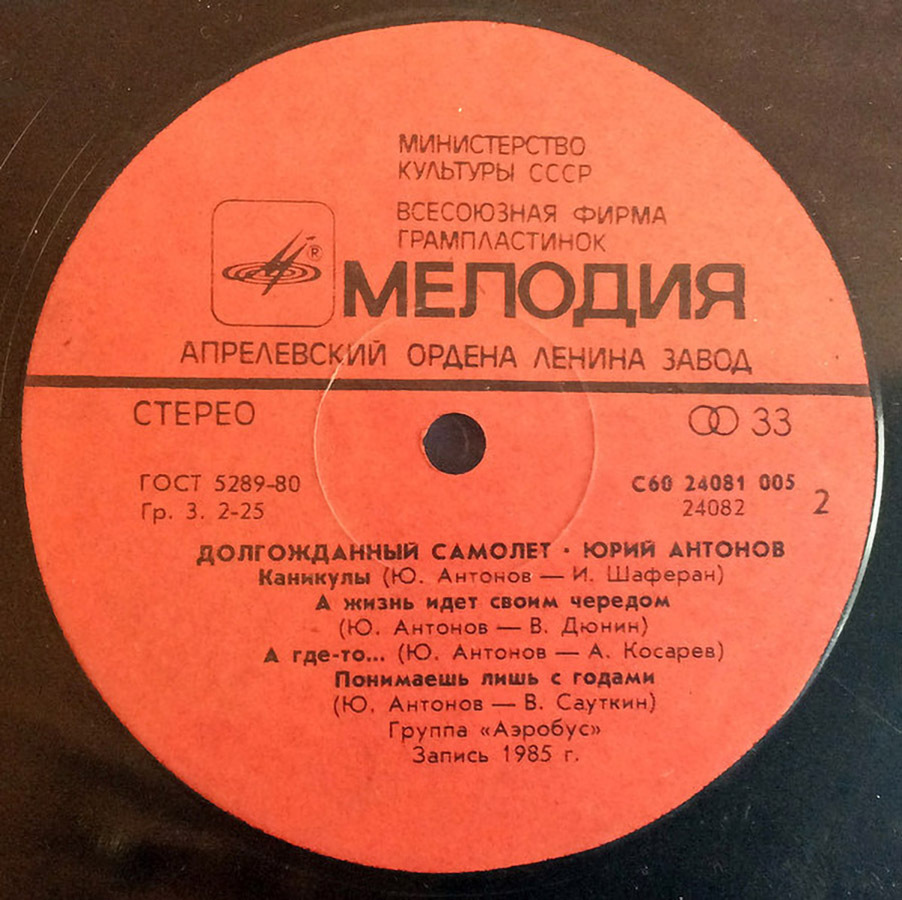 МИНИСТЕРСТВО
КУЛЬТУРЫ СССР
ВСЕСОЮЗНАЯ ФИРМА
ГРАМПЛАСТИНОК
®
МЕЛОДИЯ
АПРЕЛЕВСКИЙ ОРДЕНА ЛЕНИНА ЗАВОД
СТЕРЕО
33
ГОСТ 5289-80
Гр. 3. 2-25
С60 24081 005
24082
2
ДОЛГОЖДАННЫЙ САМОЛЕТ · ЮРИЙ АНТОНОВ
Каникулы (Ю. Антонов — И. Шаферан)
А жизнь идет своим чередом
(Ю. Антонов — В. Дюнин)
А где-то... (Ю. Антонов — А. Косарев)
Понимаешь лишь с годами
(Ю. Антонов — В. Сауткин)
Группа «Аэробус»
Запись 1985 г.